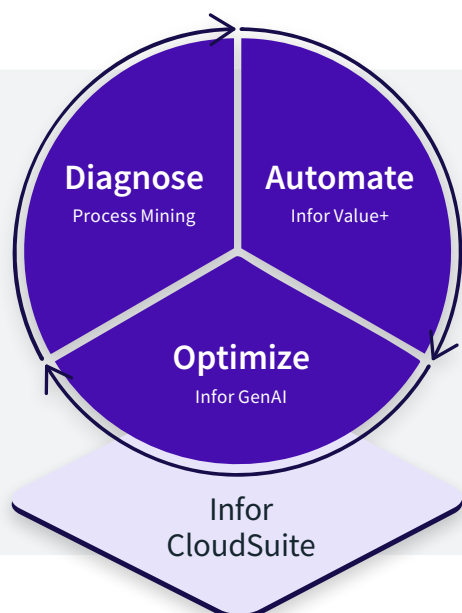 Diagnose
Process Mining
Automate
Infor Value+
Optimize
Infor GenAI
Infor
CloudSuite